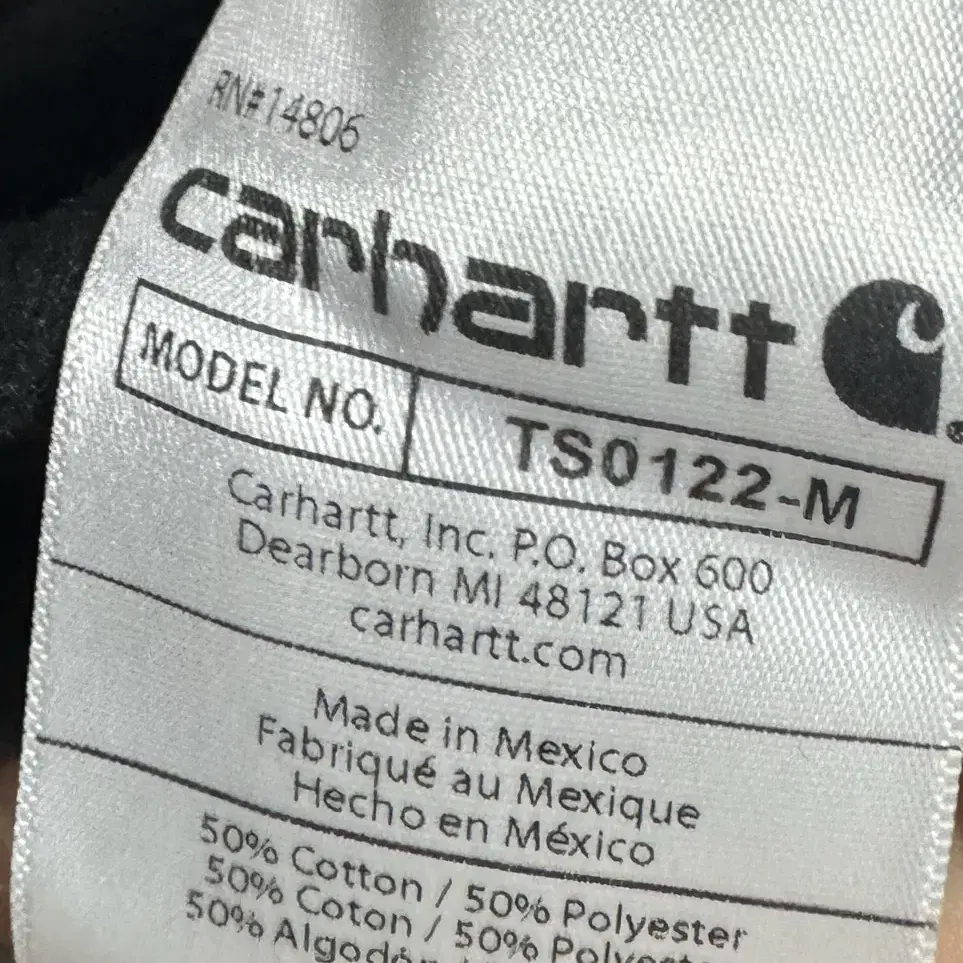 RN#14806
carhartt
MODEL NO. TS0122-M
Carhartt, Inc. P.O. Box 600
Dearborn MI 48121 USA
carhartt.com
Made in Mexico
Fabriqué au Mexique
Hecho en México
50% Cotton / 50% Polyester
50% Coton / 50%
50%